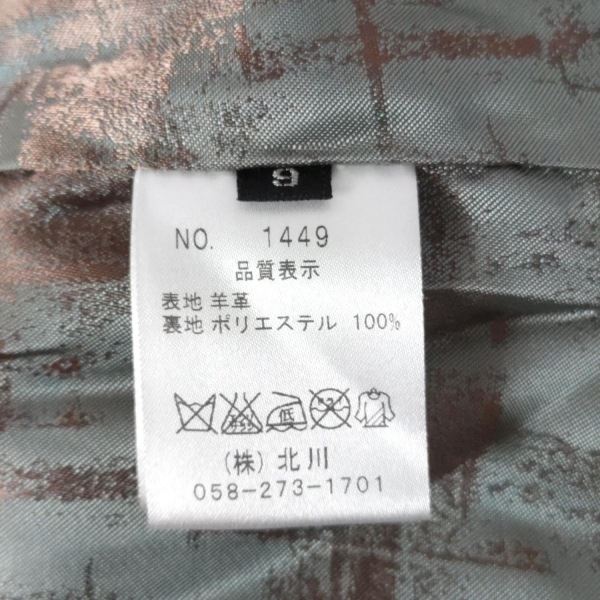 9
NO. 1449
品質表示
表地 羊革
裏地 ポリエステル 100%
低
(株) 北川
058-273-1701